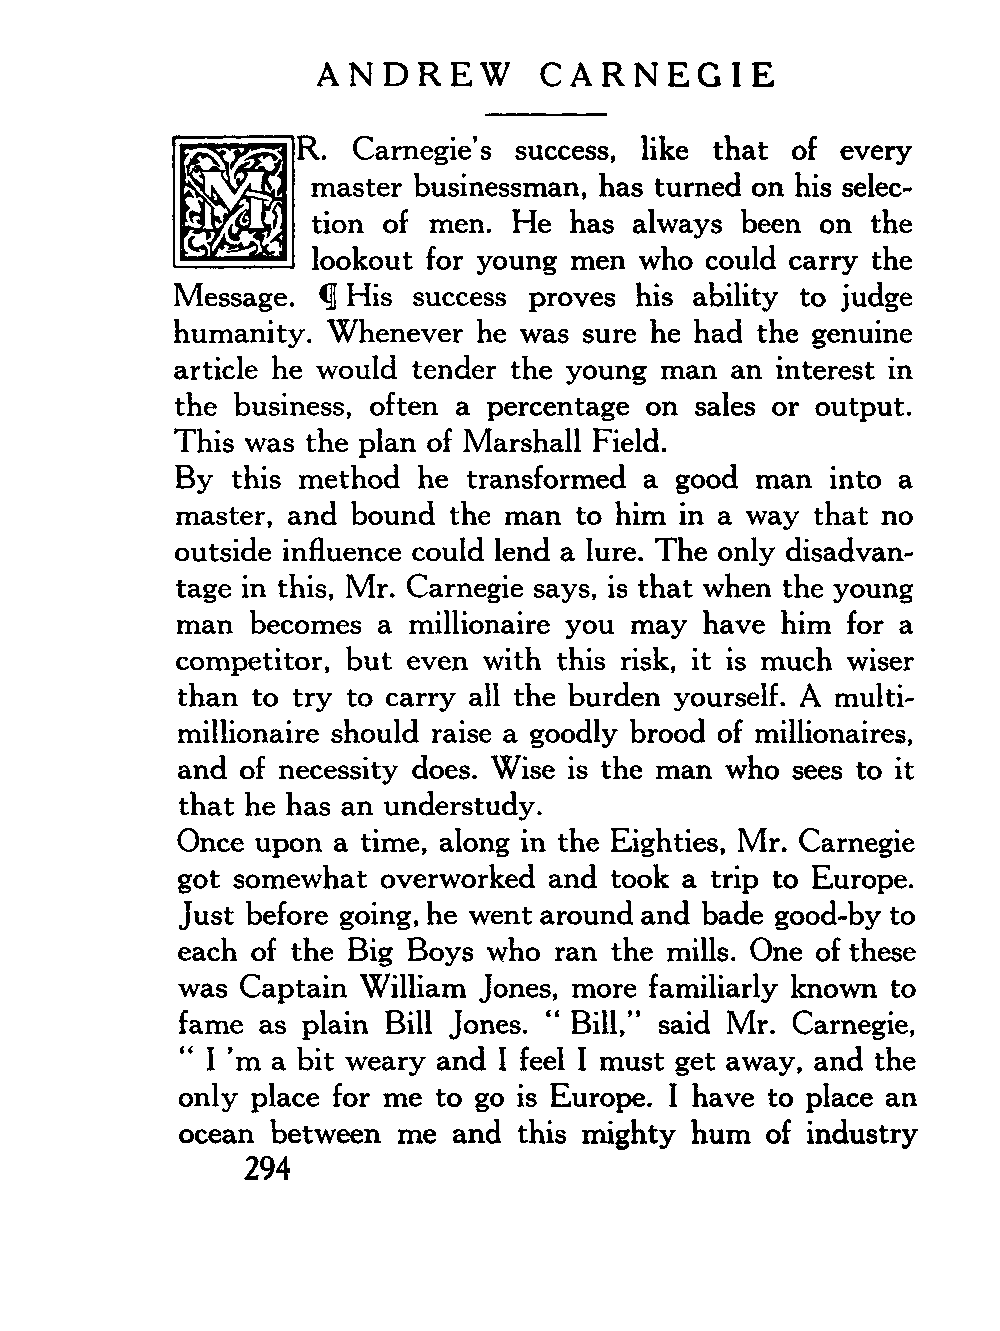 ANDREW CARNEGIE
MR. Carnegie's success, like that of every
master businessman, has turned on his selec-
tion of men. He has always been on the
lookout for young men who could carry the
Message. ¶ His success proves his ability to judge
humanity. Whenever he was sure he had the genuine
article he would tender the young man an interest in
the business, often a percentage on sales or output.
This was the plan of Marshall Field.
By this method he transformed a good man into a
master, and bound the man to him in a way that no
outside influence could lend a lure. The only disadvan-
tage in this, Mr. Carnegie says, is that when the young
man becomes a millionaire you may have him for a
competitor, but even with this risk, it is much wiser
than to try to carry all the burden yourself. A multi-
millionaire should raise a goodly brood of millionaires,
and of necessity does. Wise is the man who sees to it
that he has an understudy.
Once upon a time, along in the Eighties, Mr. Carnegie
got somewhat overworked and took a trip to Europe.
Just before going, he went around and bade good-by to
each of the Big Boys who ran the mills. One of these
was Captain William Jones, more familiarly known to
fame as plain Bill Jones. " Bill," said Mr. Carnegie,
" I 'm a bit weary and I feel I must get away, and the
only place for me to go is Europe. I have to place an
ocean between me and this mighty hum of industry
294